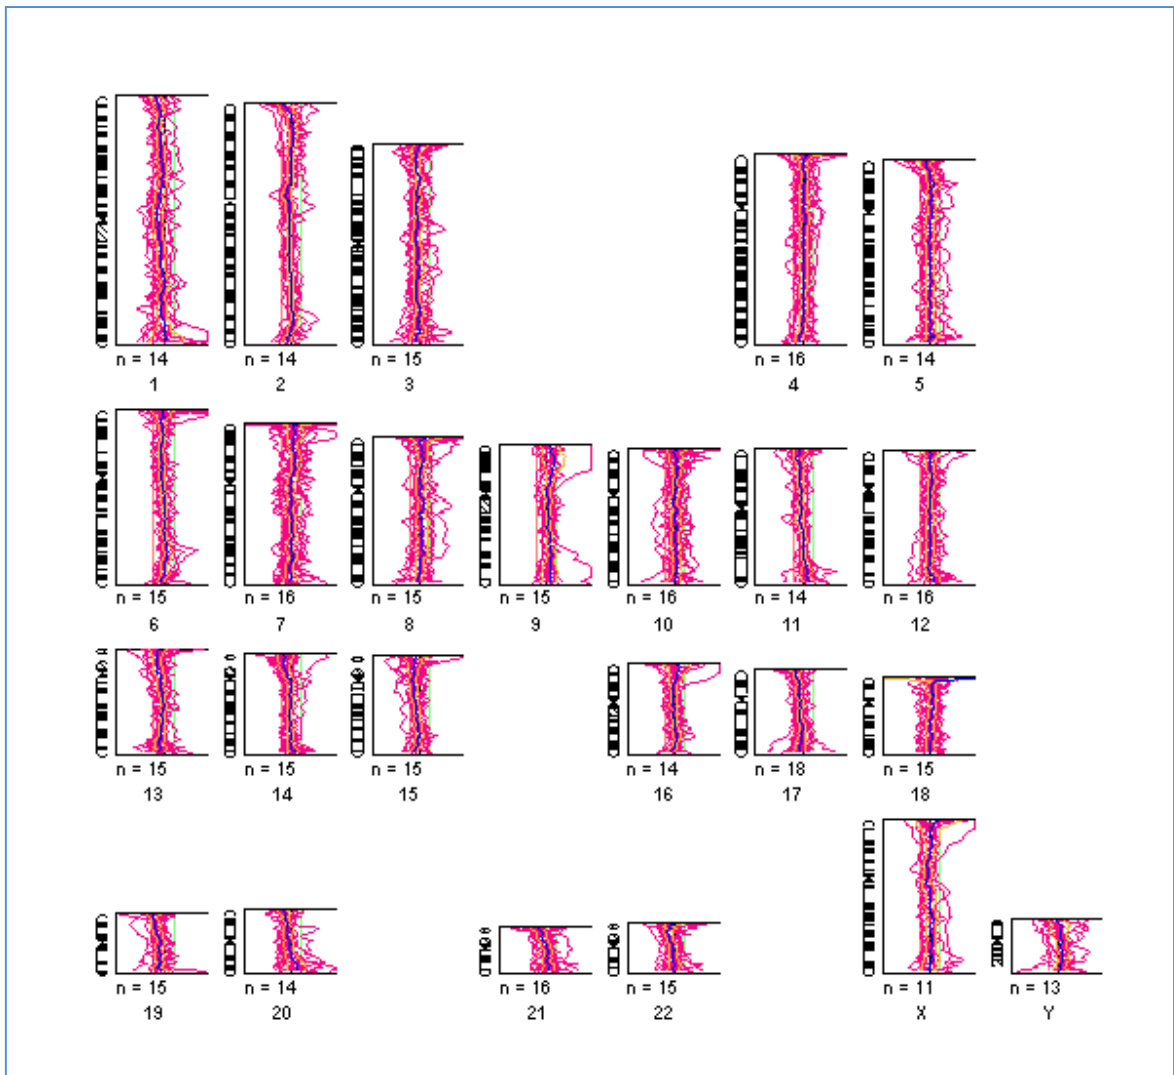 n = 14 n = 14 n = 15 n = 16 n = 14
1 2 3 4 5
n = 15 n = 16 n = 15 n = 15 n = 16 n = 14 n = 16
6 7 8 9 10 11 12
n = 15 n = 15 n = 15 n = 14 n = 18 n = 15
13 14 15 16 17 18
n = 15 n = 14 n = 16 n = 15 n = 11 n = 13
19 20 21 22 X Y